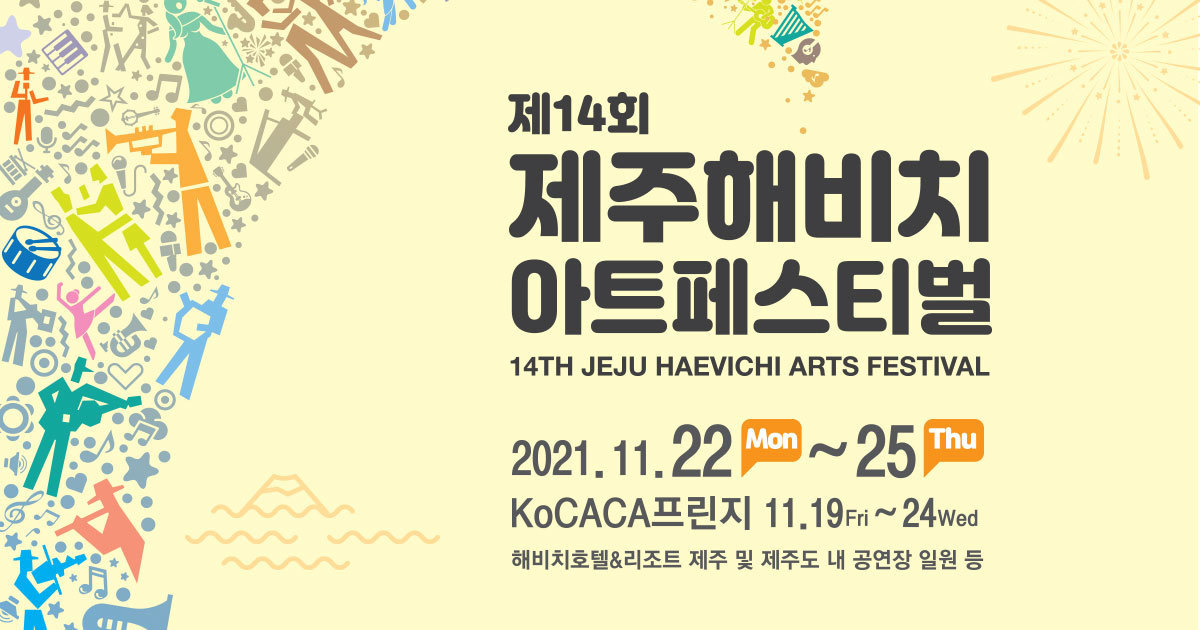 제14회
제주해비치
아트페스티벌
14TH JEJU HAEVICHI ARTS FESTIVAL
2021. 11. 22 Mon ~ 25 Thu
KoCACA프린지 11.19Fri ~ 24Wed
해비치호텔&리조트 제주 및 제주도 내 공연장 일원 등